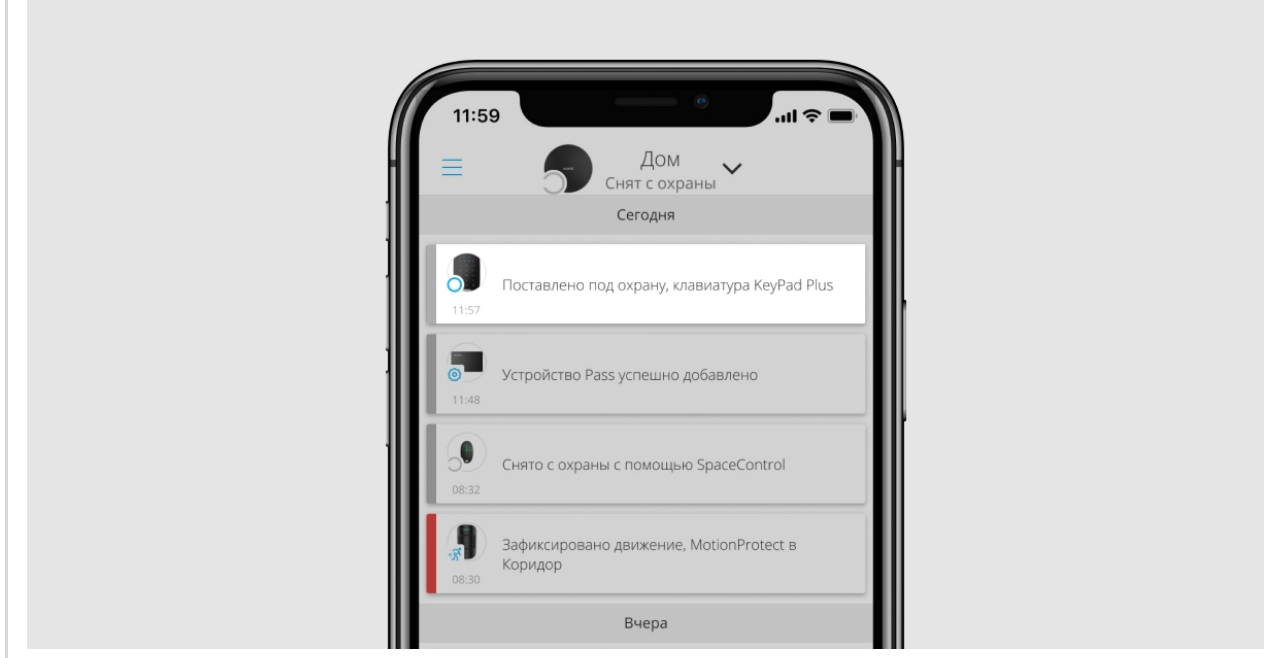 11:59
Дом
Снят с охраны
Сегодня
Поставлено под охрану, клавиатура KeyPad Plus
11:57
Устройство Pass успешно добавлено
11:48
Снято с охраны с помощью SpaceControl
08:32
Зафиксировано движение, MotionProtect в
Коридор
08:30
Вчера